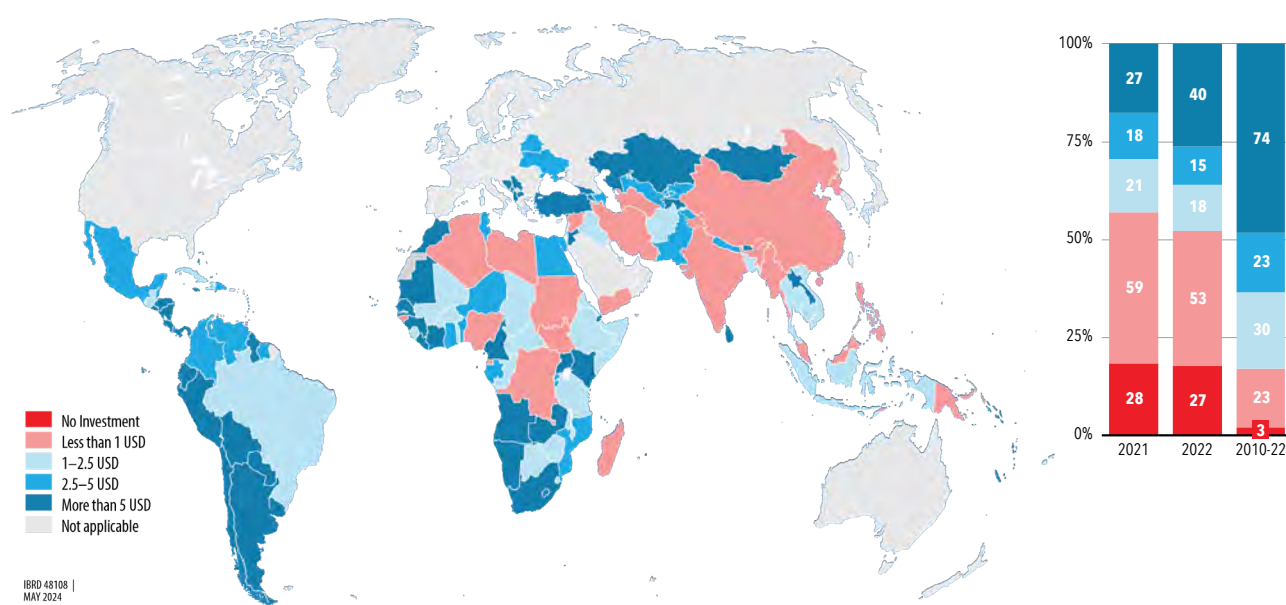 No Investment
Less than 1 USD
1–2.5 USD
2.5–5 USD
More than 5 USD
Not applicable
IBRD 48108 |
MAY 2024
100%
75%
50%
25%
0%
27
18
21
59
28
40
15
18
53
27
74
23
30
23
3
2021
2022
2010-22